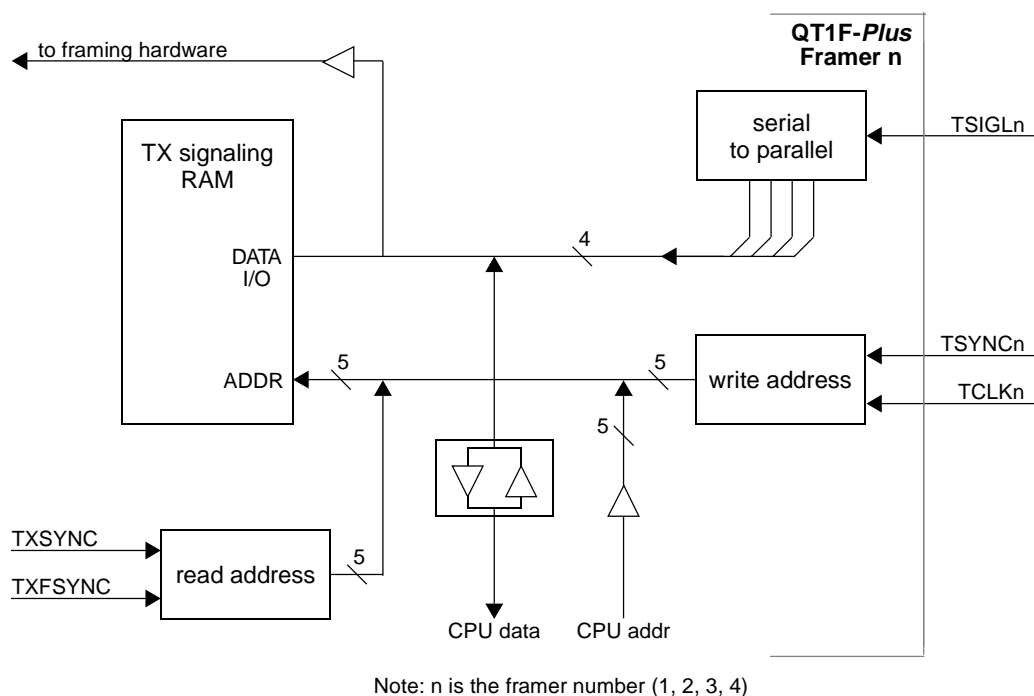 to framing hardware
QT1F-Plus
Framer n
serial
to parallel
TSIGLn
TX signaling
RAM
DATA
I/O
4
ADDR
5
5
write address
TSYNCn
TCLKn
5
TXSYNC
TXFSYNC
read address
5
CPU data
CPU addr
Note: n is the framer number (1, 2, 3, 4)